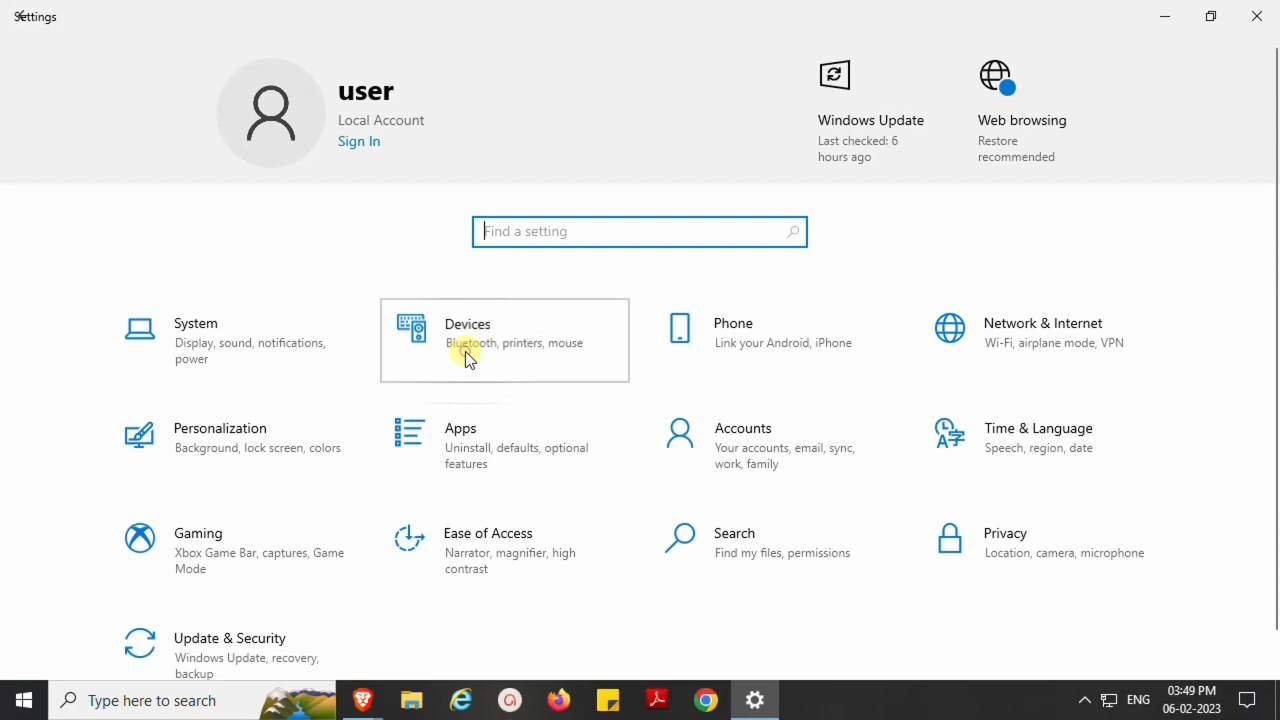 Settings
user
Local Account
Sign In
Windows Update
Last checked: 6
hours ago
Web browsing
Restore
recommended
Find a setting
System
Display, sound, notifications,
power
Devices
Bluetooth, printers, mouse
Phone
Link your Android, iPhone
Network & Internet
Wi-Fi, airplane mode, VPN
Personalization
Background, lock screen, colors
Apps
Uninstall, defaults, optional
features
Accounts
Your accounts, email, sync,
work, family
Time & Language
Speech, region, date
Gaming
Xbox Game Bar, captures, Game
Mode
Ease of Access
Narrator, magnifier, high
contrast
Search
Find my files, permissions
Privacy
Location, camera, microphone
Update & Security
Windows Update, recovery,
backup
Type here to search
ENG
03:49 PM
06-02-2023